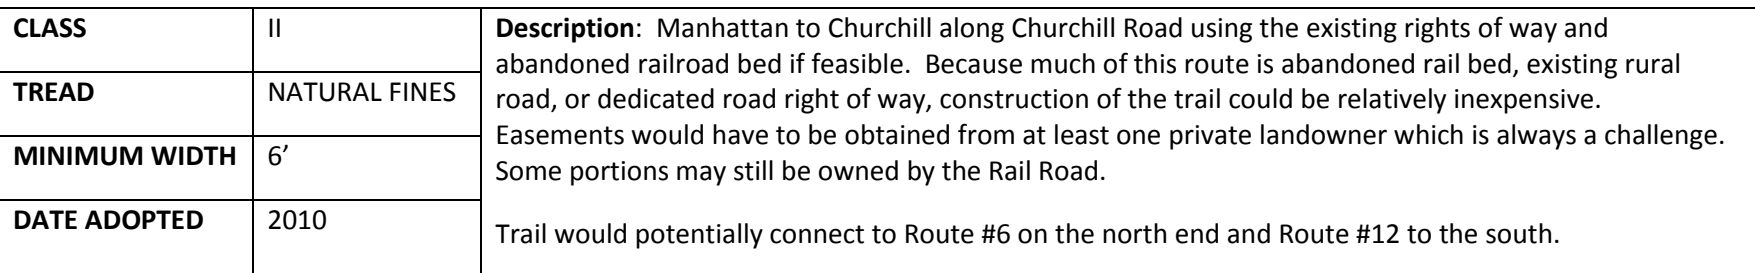 CLASS II
TREAD NATURAL FINES
MINIMUM WIDTH 6’
DATE ADOPTED 2010
Description:  Manhattan to Churchill along Churchill Road using the existing rights of way and
abandoned railroad bed if feasible.  Because much of this route is abandoned rail bed, existing rural
road, or dedicated road right of way, construction of the trail could be relatively inexpensive.
Easements would have to be obtained from at least one private landowner which is always a challenge.
Some portions may still be owned by the Rail Road.
Trail would potentially connect to Route #6 on the north end and Route #12 to the south.